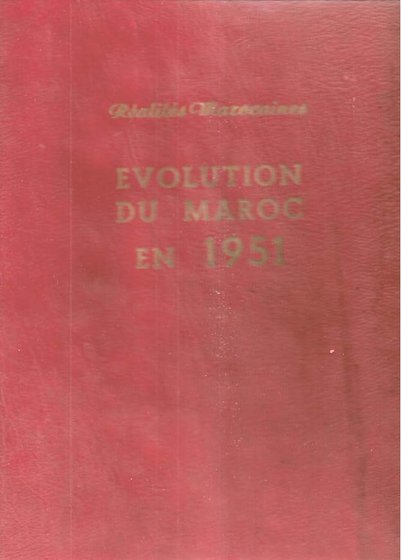 Réalités Marocaines
EVOLUTION
DU MAROC
EN 1951